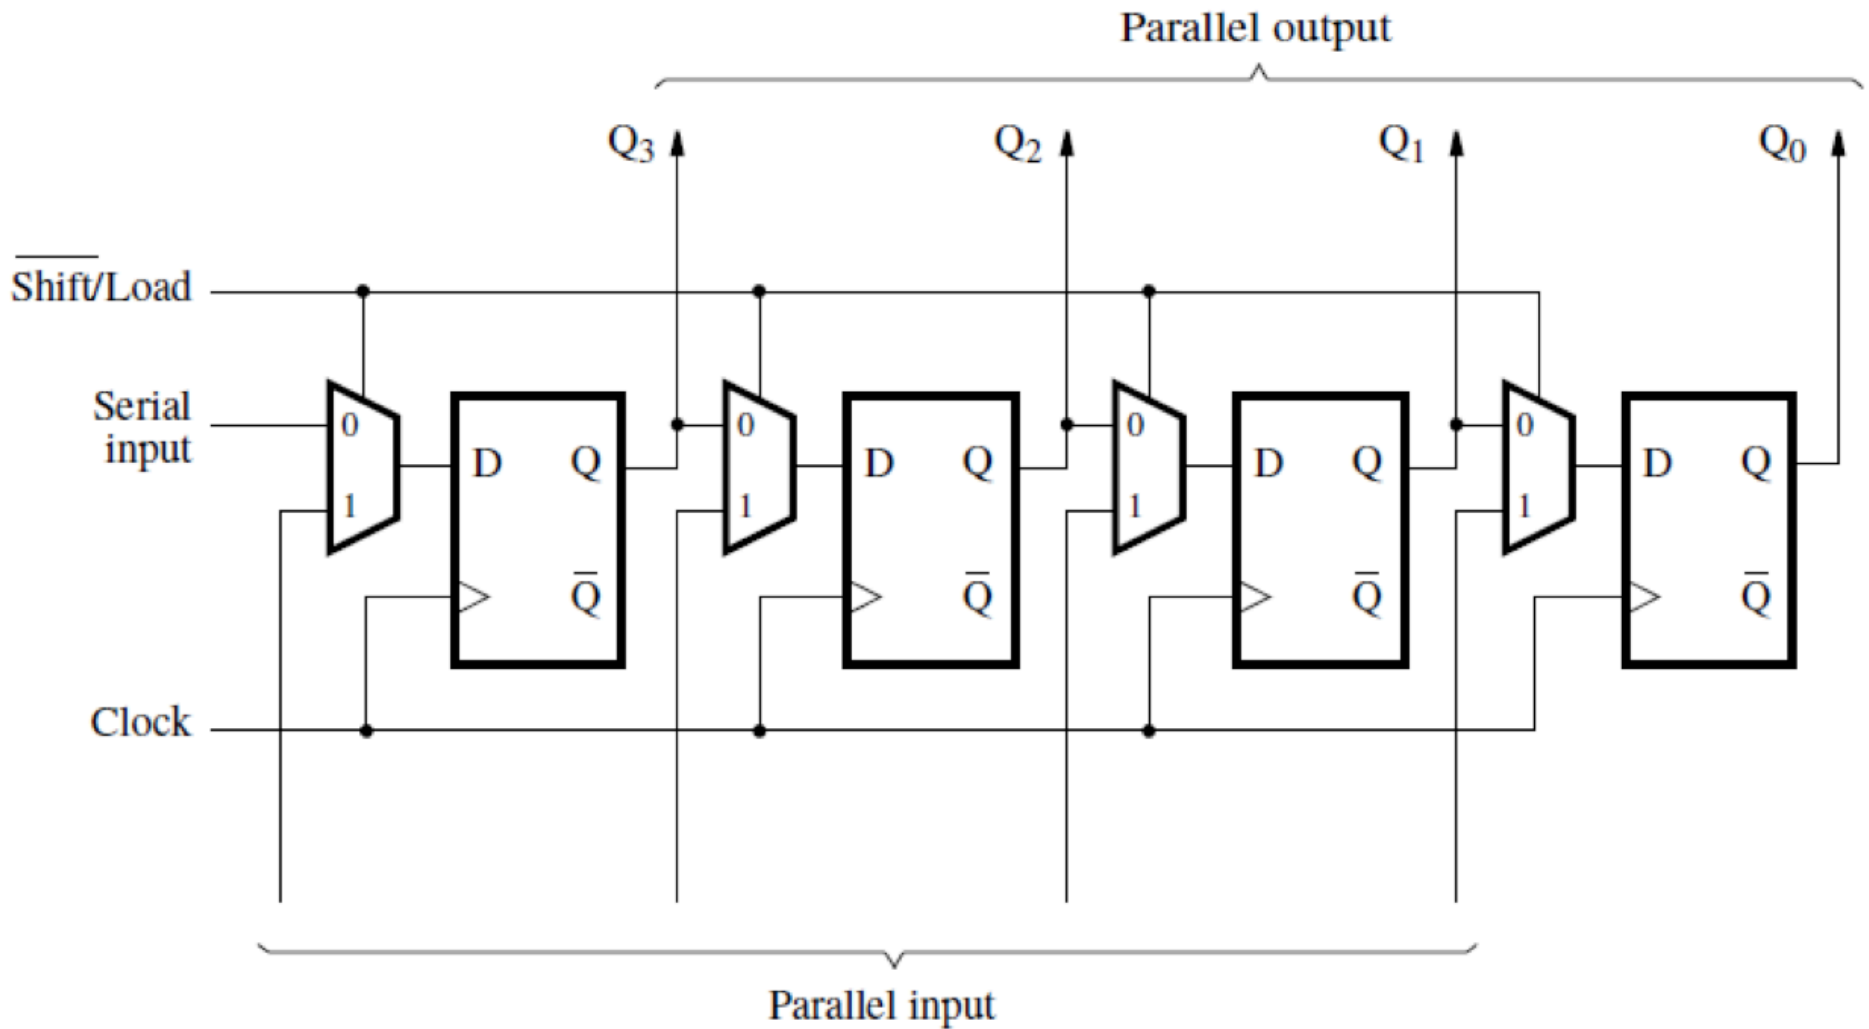 Parallel output
Q₃ Q₂ Q₁ Q₀
S̅h̅i̅f̅t̅/Load
Serial
input
0 0 0 0
D Q D Q D Q D Q
1 1 1 1
Q̅ Q̅ Q̅ Q̅
Clock
Parallel input